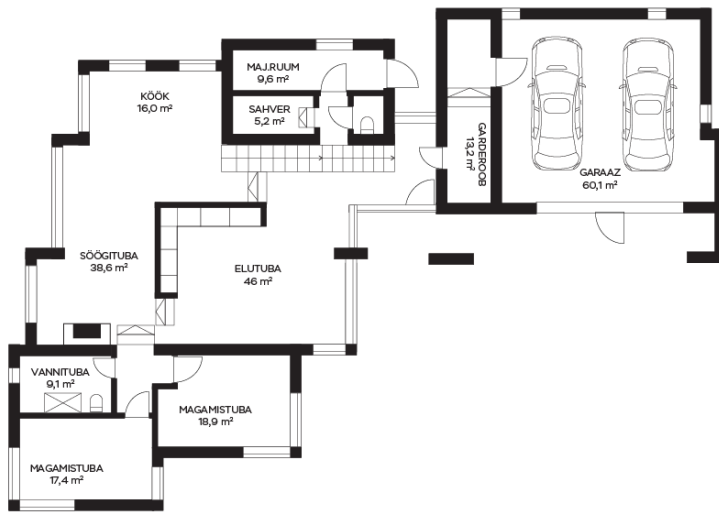 KÖÖK
16,0 m²
MAJ.RUUM
9,6 m²
SAHVER
5,2 m²
GARDEROOB
13,2 m²
GARAAZ
60,1 m²
SÖÖGITUBA
38,6 m²
ELUTUBA
46 m²
VANNITUBA
9,1 m²
MAGAMISTUBA
18,9 m²
MAGAMISTUBA
17,4 m²